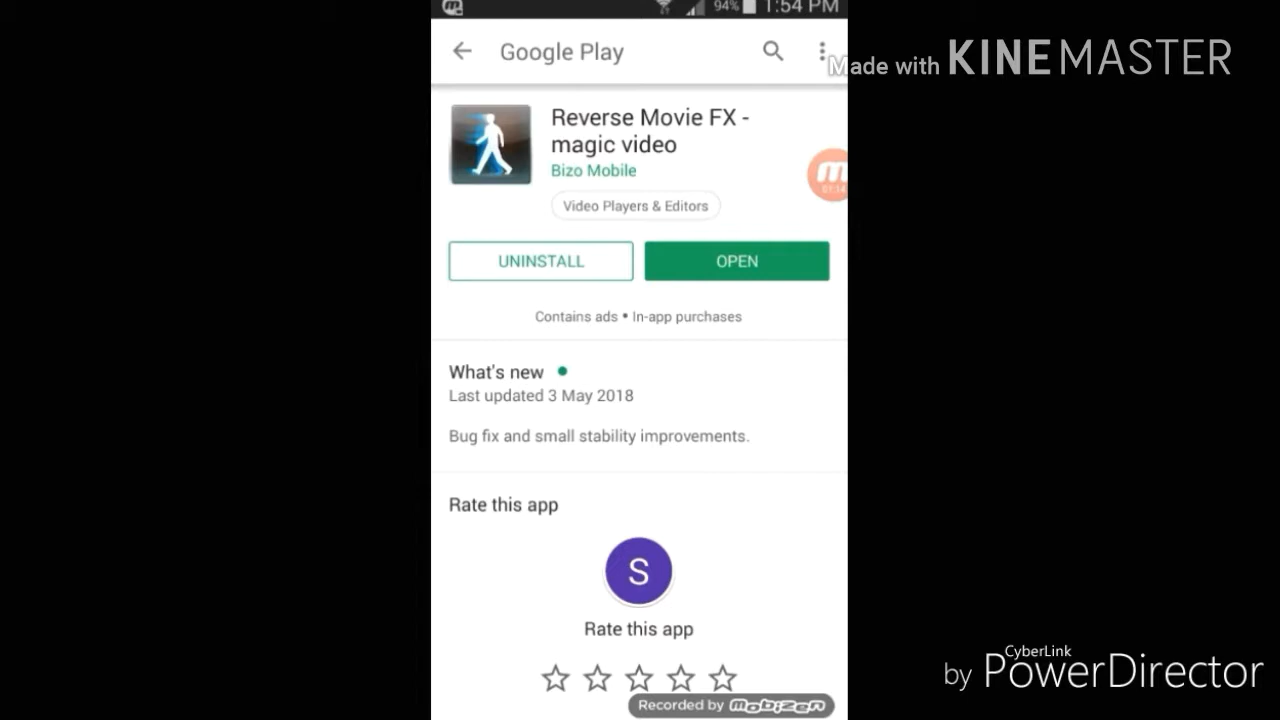 94% 1:54 PM
Google Play
Made with KINEMASTER
Reverse Movie FX -
magic video
Bizo Mobile
01:14
Video Players & Editors
UNINSTALL
OPEN
Contains ads • In-app purchases
What's new
Last updated 3 May 2018
Bug fix and small stability improvements.
Rate this app
S
Rate this app
CyberLink
by PowerDirector
Recorded by mobizen